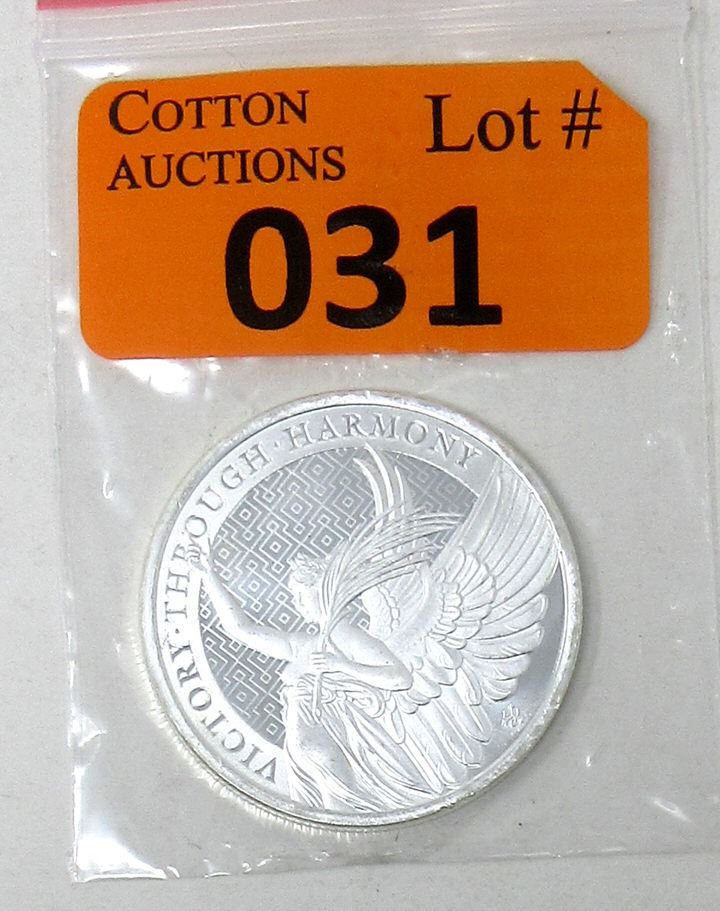 COTTON
AUCTIONS
Lot #
031
VICTORY·THROUGH·HARMONY